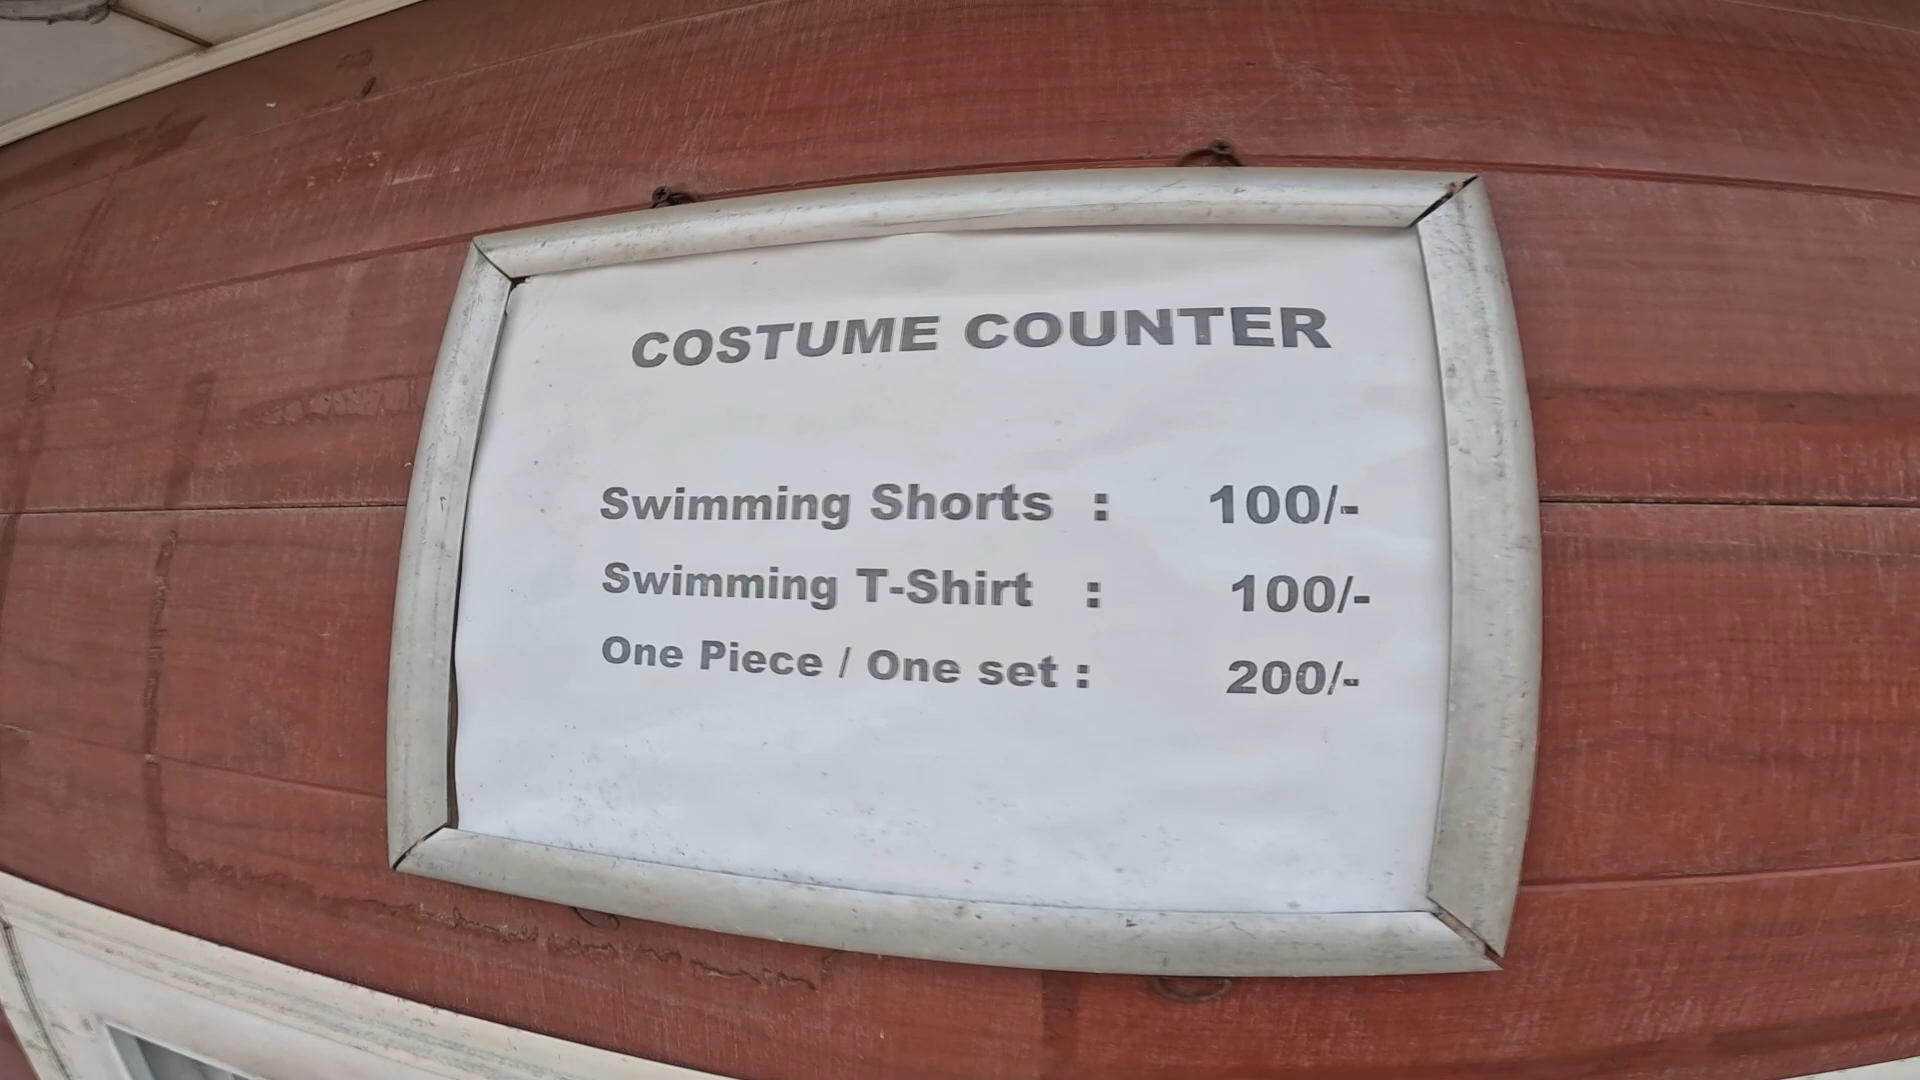 COSTUME COUNTER
Swimming Shorts : 100/-
Swimming T-Shirt : 100/-
One Piece / One set : 200/-